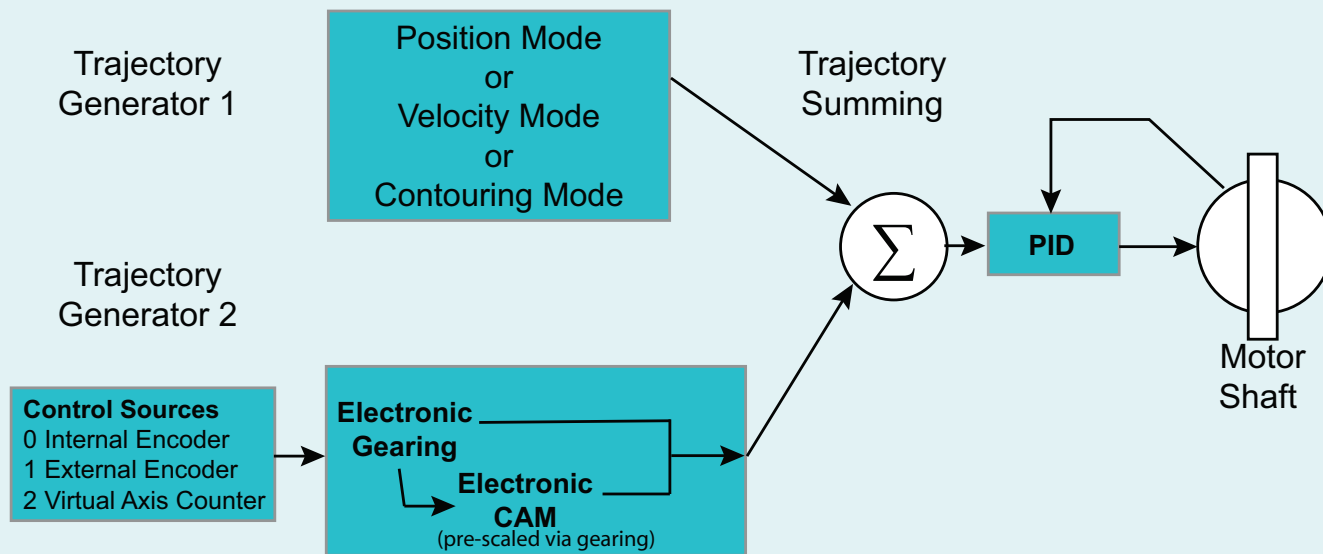 Trajectory
Generator 1
Position Mode
or
Velocity Mode
or
Contouring Mode
Trajectory
Summing
Σ
PID
Motor
Shaft
Trajectory
Generator 2
Control Sources
0 Internal Encoder
1 External Encoder
2 Virtual Axis Counter
Electronic
Gearing
Electronic
CAM
(pre-scaled via gearing)